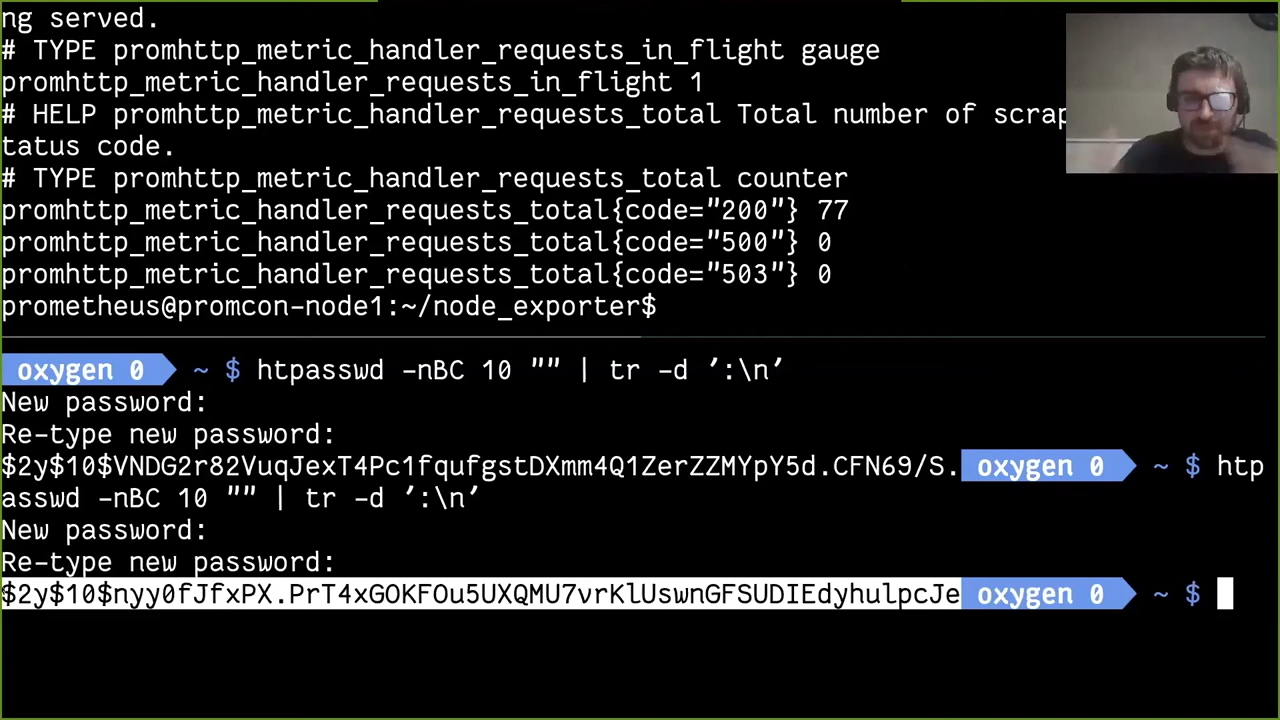 ng served.
# TYPE promhttp_metric_handler_requests_in_flight gauge
promhttp_metric_handler_requests_in_flight 1
# HELP promhttp_metric_handler_requests_total Total number of scrap
tatus code.
# TYPE promhttp_metric_handler_requests_total counter
promhttp_metric_handler_requests_total{code="200"} 77
promhttp_metric_handler_requests_total{code="500"} 0
promhttp_metric_handler_requests_total{code="503"} 0
prometheus@promcon-node1:~/node_exporter$
oxygen 0 ~ $ htpasswd -nBC 10 "" | tr -d ':\n'
New password:
Re-type new password:
$2y$10$VNDG2r82VuqJexT4Pc1fqufgstDXmm4Q1ZerZZMYpY5d.CFN69/S. oxygen 0 ~ $ htp
asswd -nBC 10 "" | tr -d ':\n'
New password:
Re-type new password:
$2y$10$nyy0fJfxPX.PrT4xGOKFOu5UXQMU7vrKlUswnGFSUDIEdyhulpcJe oxygen 0 ~ $